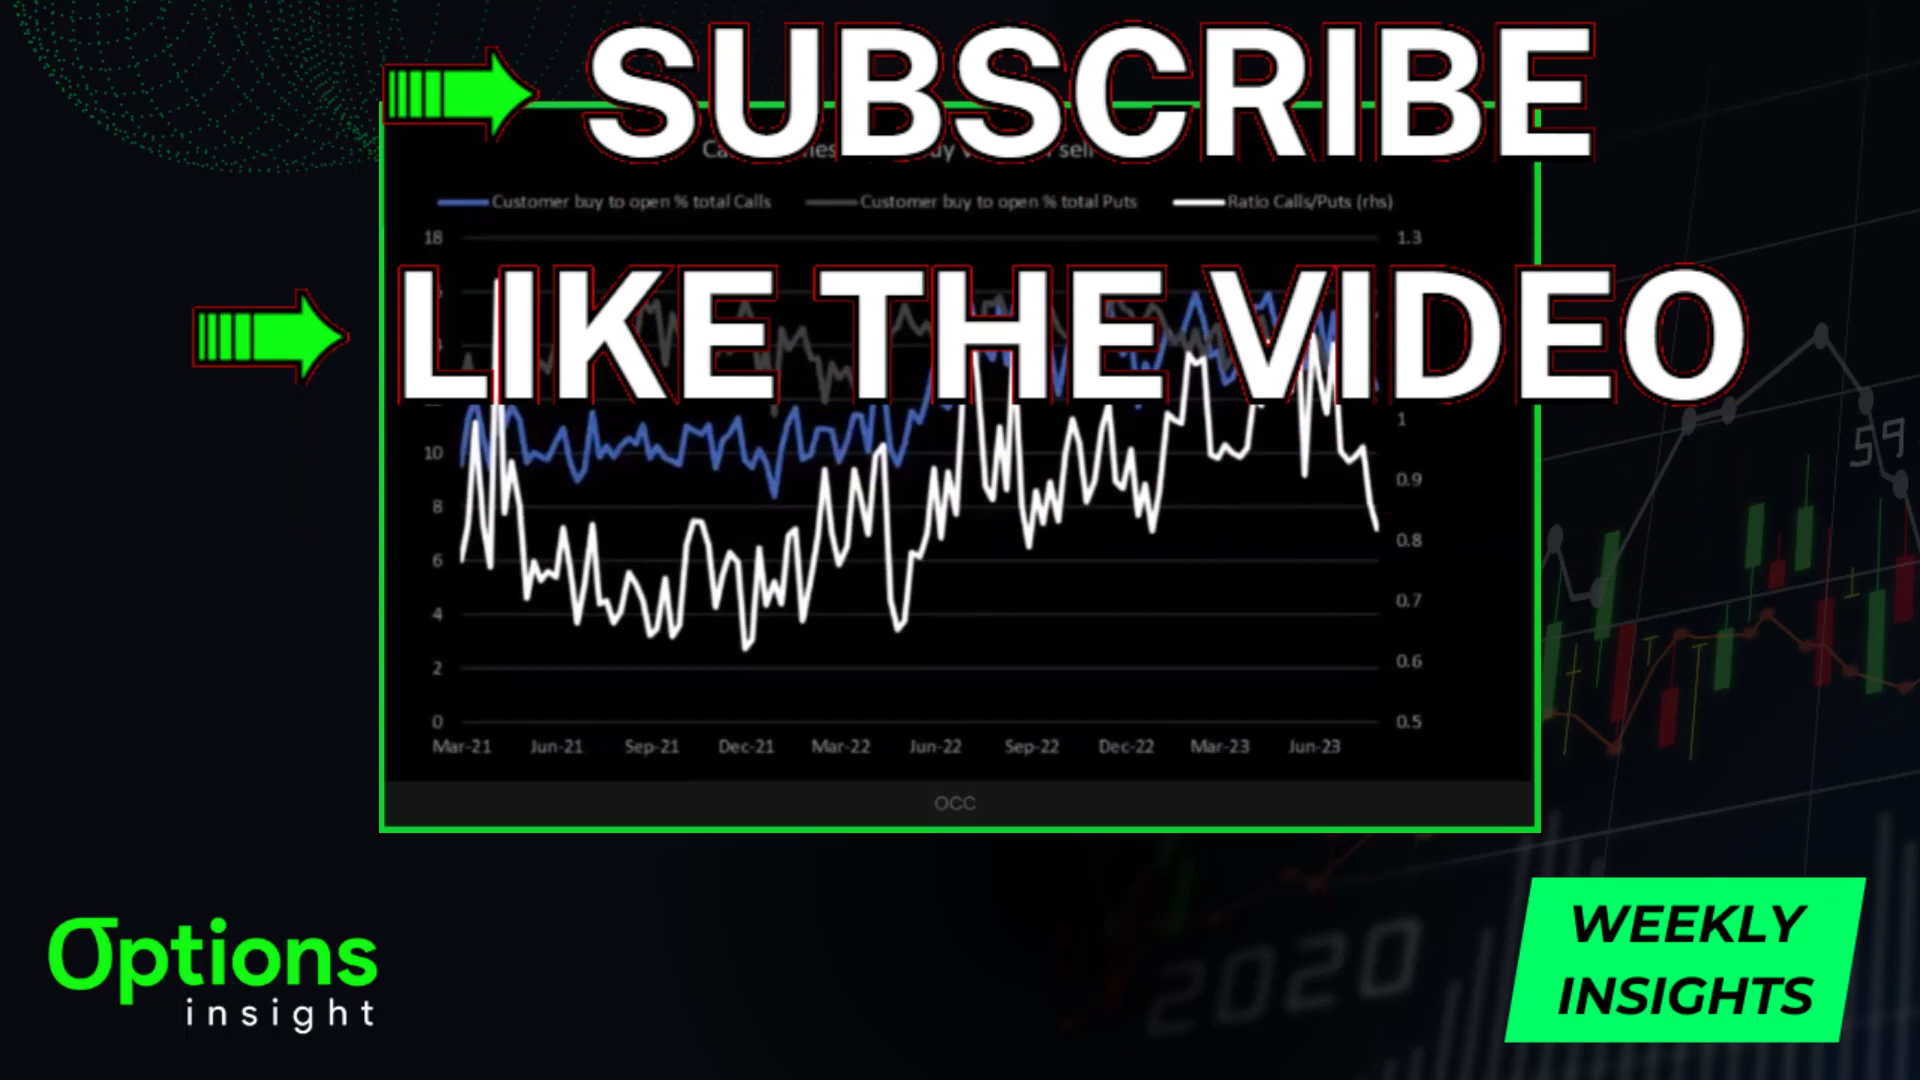 SUBSCRIBE
Customer buy to open % total Calls
Customer buy to open % total Puts
Ratio Calls/Puts (rhs)
18
1.3
LIKE THE VIDEO
1
10
0.9
8
0.8
6
0.7
4
0.6
2
0
0.5
Mar-21 Jun-21 Sep-21 Dec-21 Mar-22 Jun-22 Sep-22 Dec-22 Mar-23 Jun-23
OCC
59
2020
Options
insight
WEEKLY
INSIGHTS